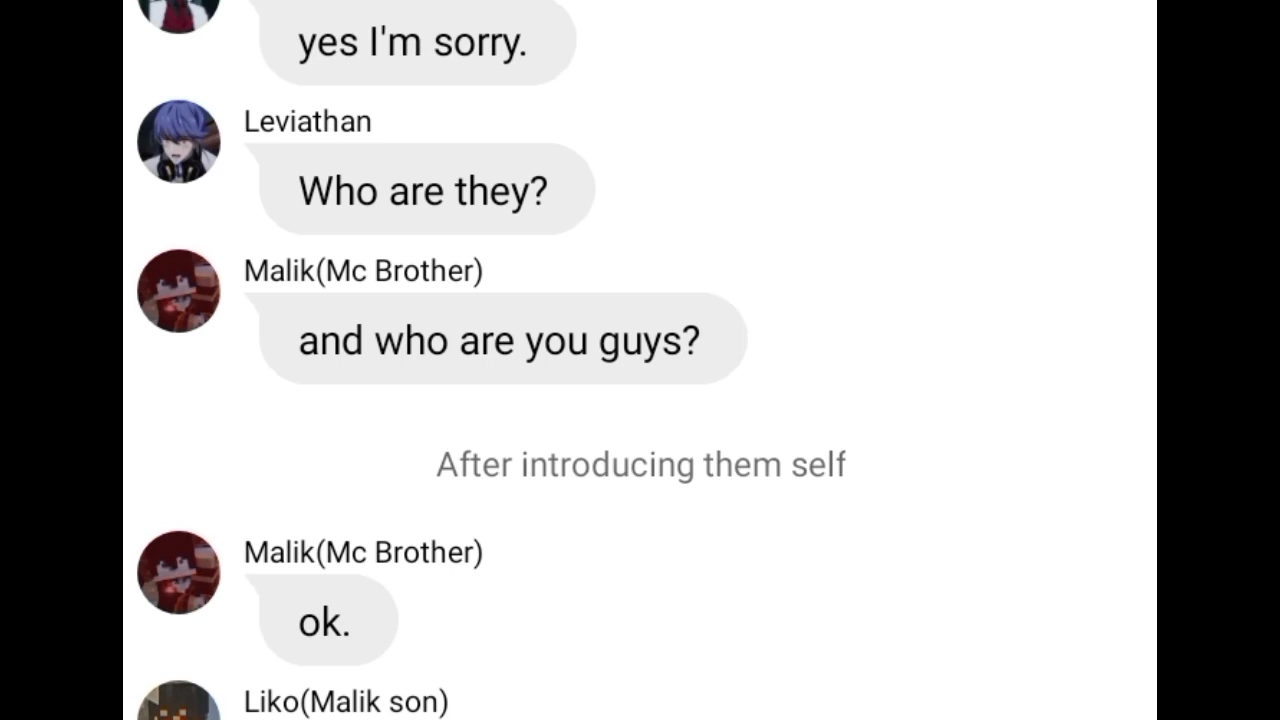 yes I'm sorry.
Leviathan
Who are they?
Malik(Mc Brother)
and who are you guys?
After introducing them self
Malik(Mc Brother)
ok.
Liko(Malik son)